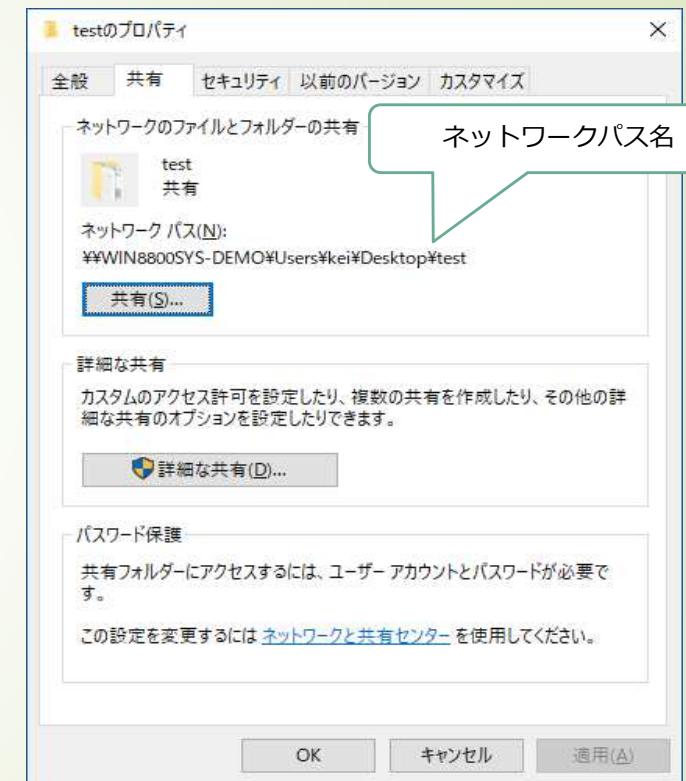 testのプロパティ
全般 共有 セキュリティ 以前のバージョン カスタマイズ
ネットワークのファイルとフォルダーの共有
ネットワークパス名
test
共有
ネットワーク パス(N):
¥¥WIN8800SYS-DEMO¥Users¥kei¥Desktop¥test
共有(S)...
詳細な共有
カスタムのアクセス許可を設定したり、複数の共有を作成したり、その他の詳
細な共有のオプションを設定したりできます。
詳細な共有(D)...
パスワード保護
共有フォルダーにアクセスするには、ユーザー アカウントとパスワードが必要で
す。
この設定を変更するには ネットワークと共有センター を使用してください。
OK キャンセル 適用(A)